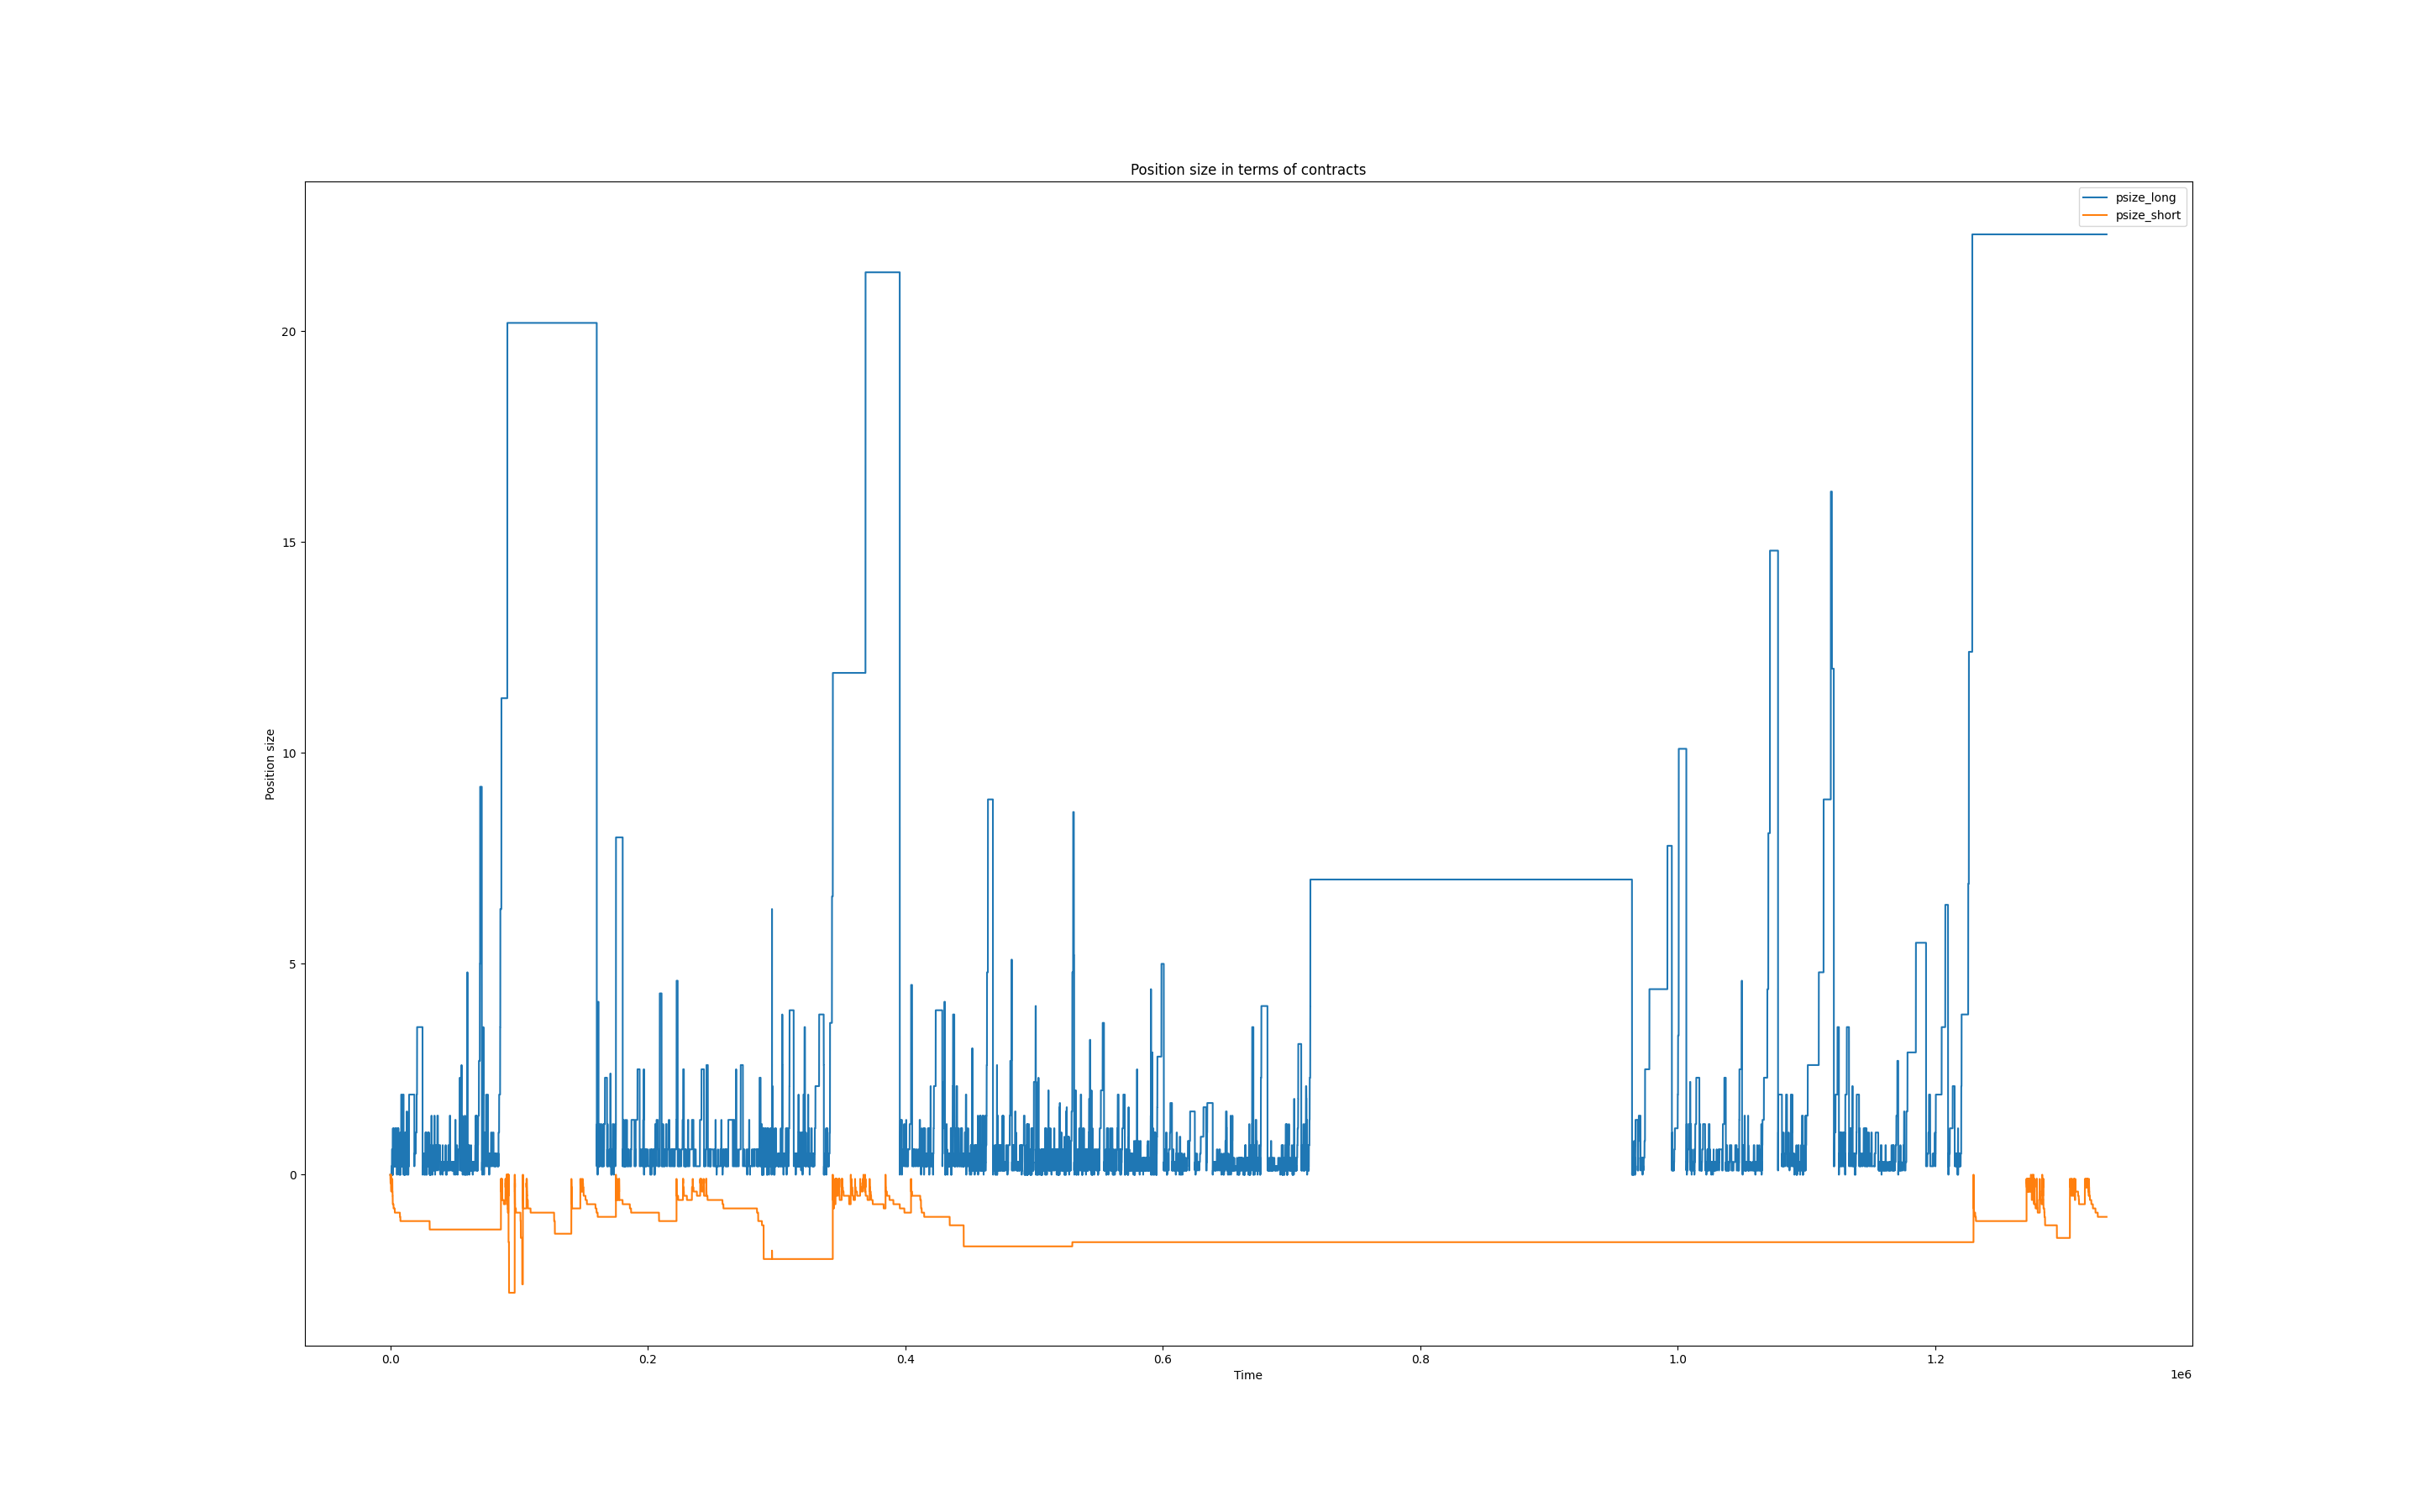 Position size in terms of contracts
psize_long
psize_short
Position size
20
15
10
5
0
0.0 0.2 0.4 0.6 0.8 1.0 1.2
1e6
Time